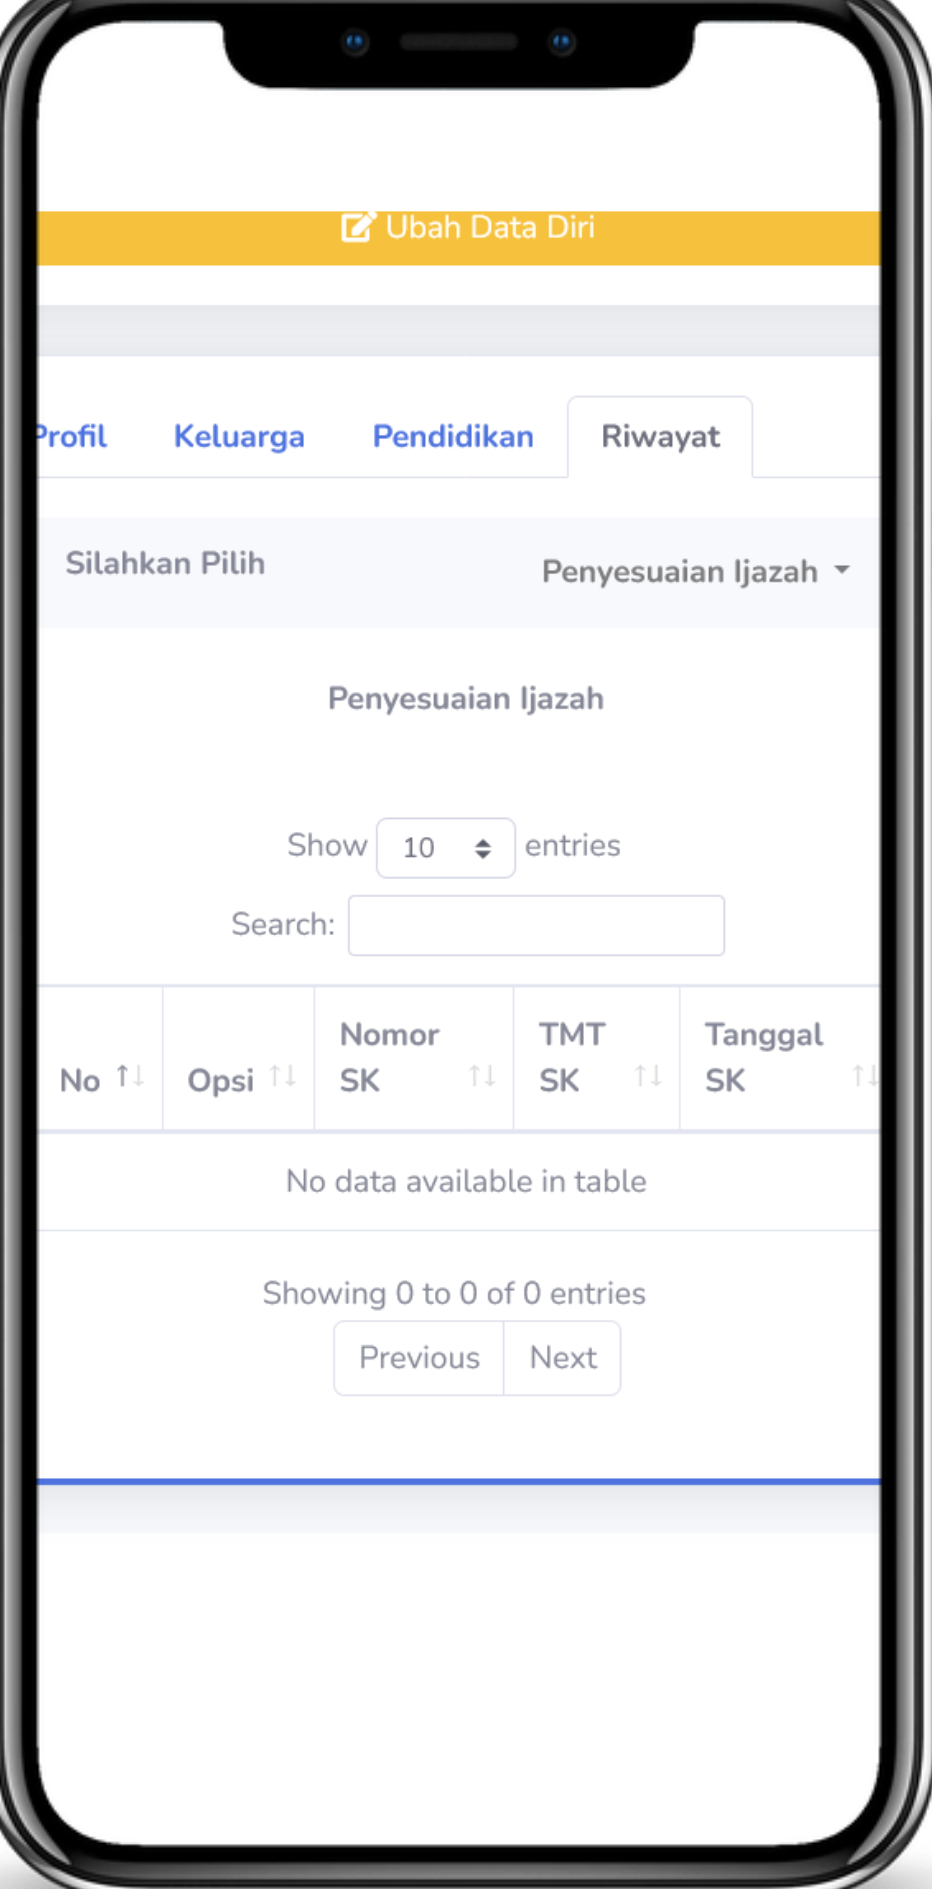 Ubah Data Diri
Profil Keluarga Pendidikan Riwayat
Silahkan Pilih Penyesuaian Ijazah
Penyesuaian Ijazah
Show 10 entries
Search:
No Opsi Nomor SK TMT SK Tanggal SK
No data available in table
Showing 0 to 0 of 0 entries
Previous Next